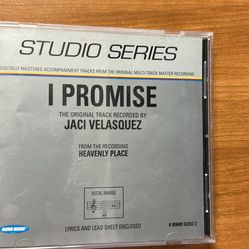 STUDIO SERIES
DIGITALLY MASTERED ACCOMPANIMENT TRACKS FROM THE ORIGINAL MULTI-TRACK MASTER RECORDING
I PROMISE
THE ORIGINAL TRACK RECORDED BY
JACI VELASQUEZ
FROM THE RECORDING
HEAVENLY PLACE
VOCAL RANGE
LYRICS AND LEAD SHEET ENCLOSED